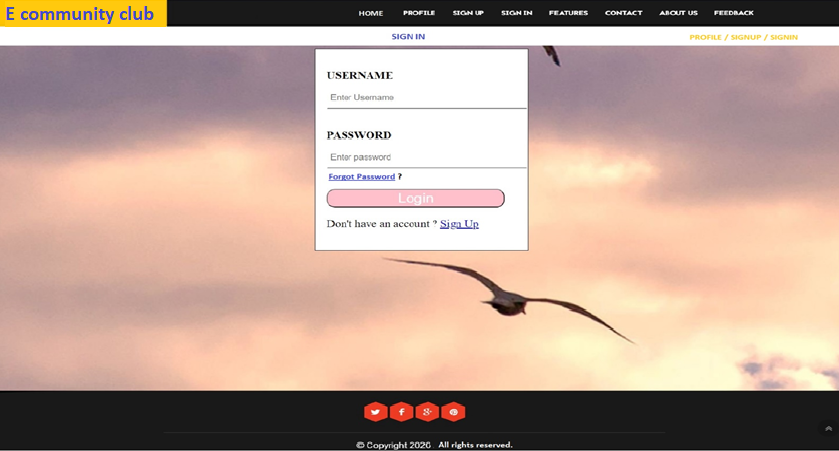 E community club
HOME PROFILE SIGN UP SIGN IN FEATURES CONTACT ABOUT US FEEDBACK
SIGN IN
PROFILE / SIGNUP / SIGNIN
USERNAME
Enter Username
PASSWORD
Enter password
Forgot Password ?
Login
Don't have an account ? Sign Up
© Copyright 2026 All rights reserved.